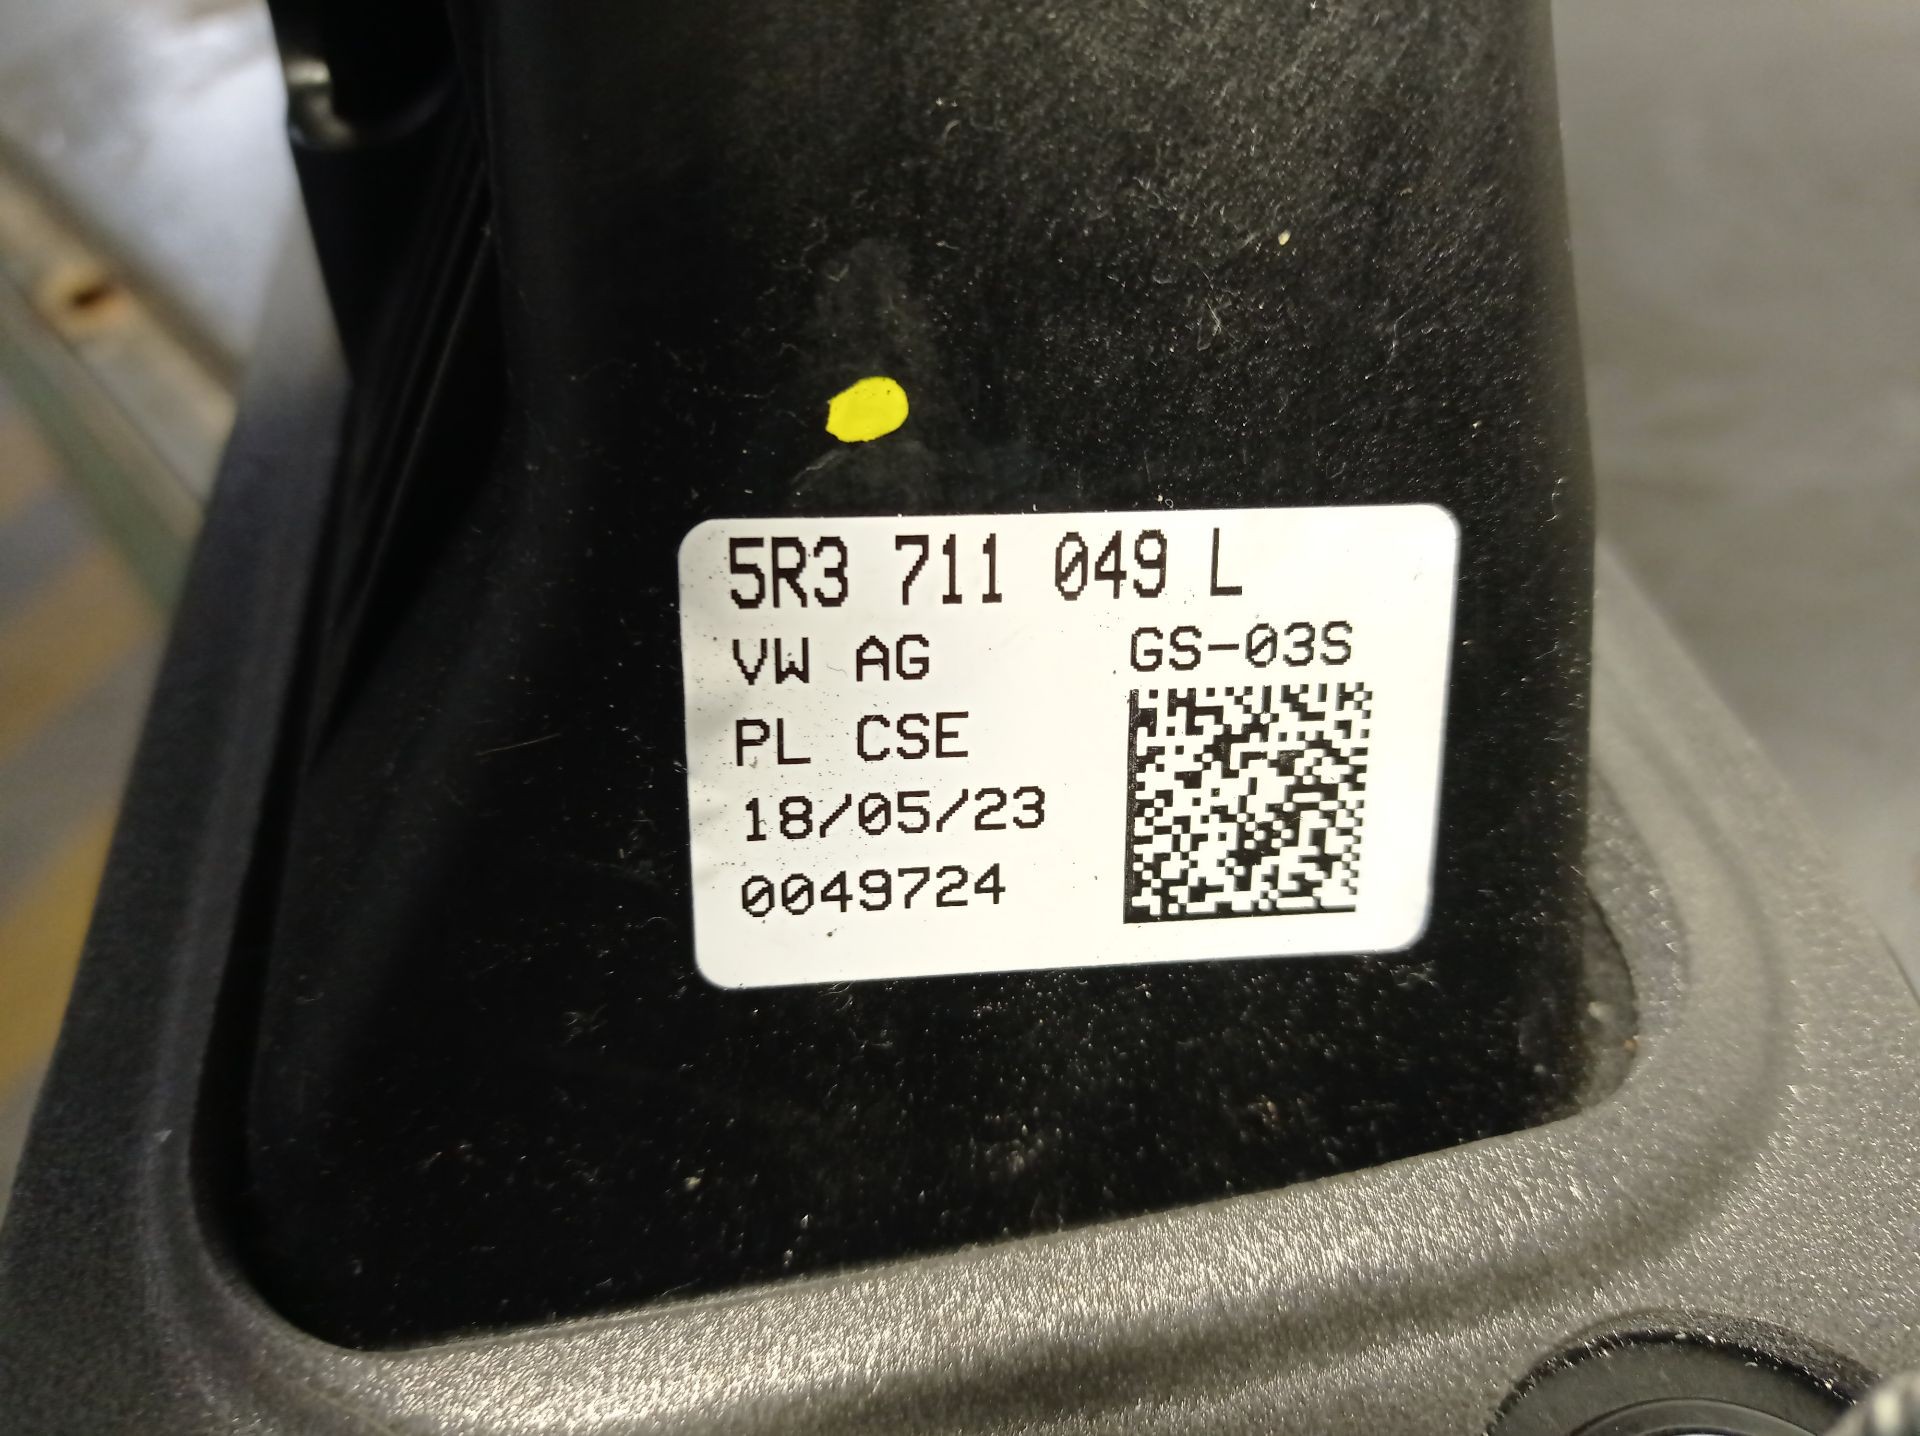 5R3 711 049 L
VW AG GS-03S
PL CSE
18/05/23
0049724